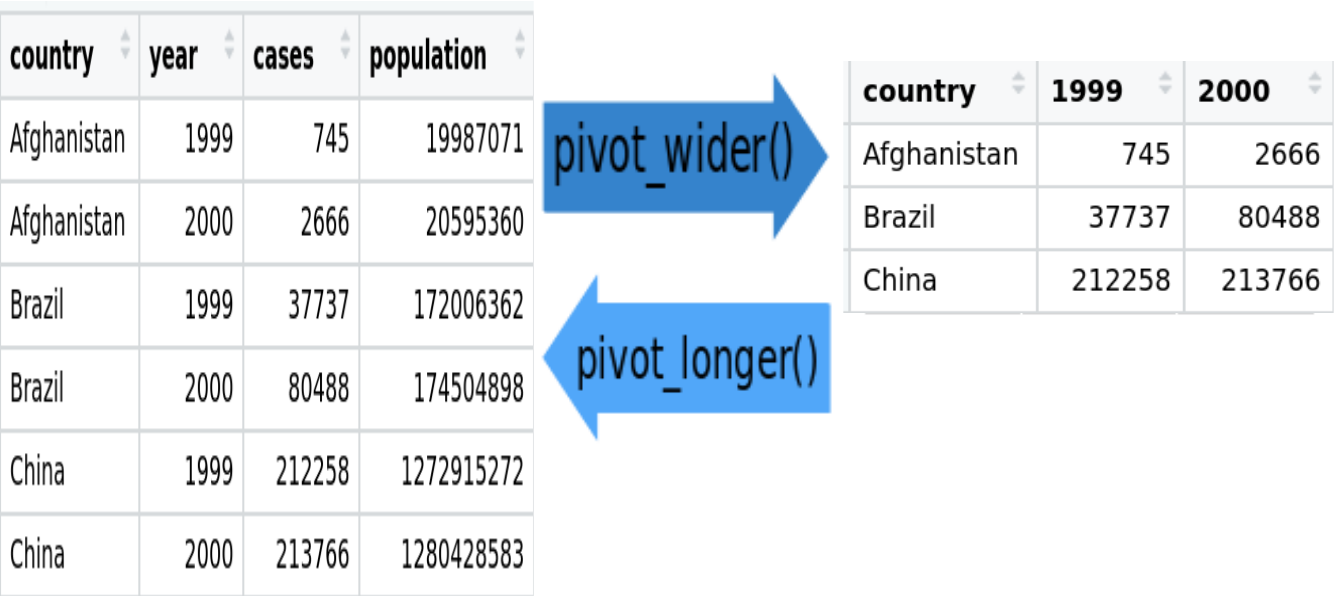 country year cases population
Afghanistan 1999 745 19987071
Afghanistan 2000 2666 20595360
Brazil 1999 37737 172006362
Brazil 2000 80488 174504898
China 1999 212258 1272915272
China 2000 213766 1280428583
pivot_wider()
pivot_longer()
country 1999 2000
Afghanistan 745 2666
Brazil 37737 80488
China 212258 213766